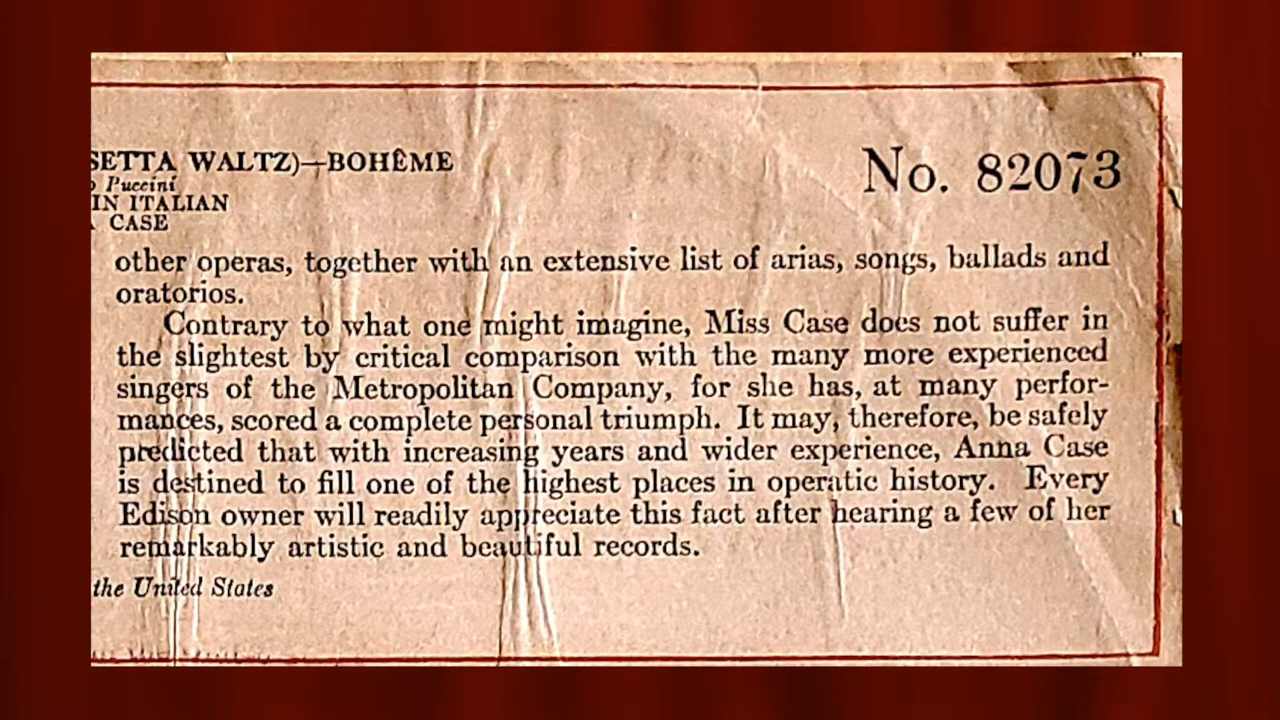 SETTA WALTZ)—BOHÊME
No. 82073
Puccini
IN ITALIAN
CASE
other operas, together with an extensive list of arias, songs, ballads and
oratorios.
Contrary to what one might imagine, Miss Case does not suffer in
the slightest by critical comparison with the many more experienced
singers of the Metropolitan Company, for she has, at many perfor-
mances, scored a complete personal triumph. It may, therefore, be safely
predicted that with increasing years and wider experience, Anna Case
is destined to fill one of the highest places in operatic history. Every
Edison owner will readily appreciate this fact after hearing a few of her
remarkably artistic and beautiful records.
the United States